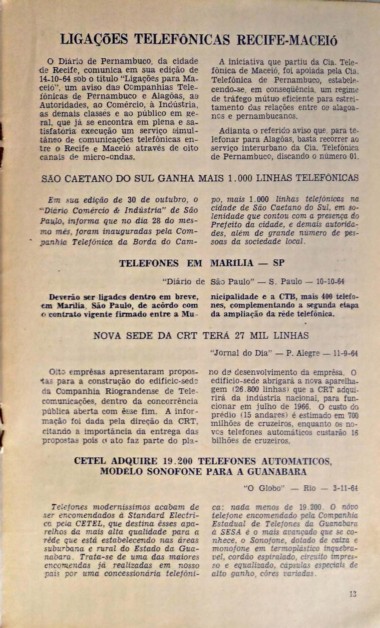 LIGAÇÕES TELEFÔNICAS RECIFE-MACEIÓ
O Diário de Pernambuco, da cidade
de Recife, comunica em sua edição de
14-10-64 sob o título "Ligações para Ma-
ceió", um aviso das Companhias Tele-
fônicas de Pernambuco e Alagôas, as
Autoridades, ao Comércio, à Indústria,
as demais classes e ao público em ge-
ral, que já se encontra em plena e sa-
tisfatória execução um serviço simul-
tâneo de comunicações telefônicas en-
tre o Recife e Maceió através de oito
canais de micro-ondas.
A iniciativa que partiu da Cia. Tele-
fônica de Maceió, foi apoiada pela Cia.
Telefônica de Pernambuco, estabele-
cendo-se, em conseqüência, um regime
de tráfego mútuo eficiente para estrei-
tamento das relações entre os alagoa-
nos e pernambucanos.
Adianta o referido aviso que, para te-
lefonar para Alagôas, basta recorrer ao
serviço interurbano da Cia. Telefônica
de Pernambuco, discando o número 01.
SÃO CAETANO DO SUL GANHA MAIS 1.000 LINHAS TELEFÔNICAS
Em sua edição de 30 de outubro, o
"Diário Comércio & Indústria" de São
Paulo, informa que no dia 28 do mes-
mo mês, foram inauguradas pela Com-
panhia Telefônica da Borda do Cam-
po, mais 1.000 linhas telefônicas na
cidade de São Caetano do Sul, em so-
lenidade que contou com a presença do
Prefeito da cidade, e demais autorida-
des, além de grande número de pes-
soas da sociedade local.
TELEFONES EM MARILIA — SP
"Diário de São Paulo" — S. Paulo — 10-10-64
Deverão ser ligados dentro em breve,
em Marília, São Paulo, de acôrdo com
o contrato vigente firmado entre a Mu-
nicipalidade e a CTB, mais 400 telefo-
nes, complementando a segunda etapa
da ampliação da rêde telefônica.
NOVA SEDE DA CRT TERÁ 27 MIL LINHAS
"Jornal do Dia" — P. Alegre — 11-9-64
Oito emprêsas apresentaram propos-
tas para a construção do edifício-sede
da Companhia Riograndense de Tele-
comunicações, dentro da concorrência
pública aberta com êsse fim. A infor-
mação foi dada pela direção da CRT,
citando a importância da entrega das
propostas pois o ato faz parte do pla-
no de desenvolvimento da emprêsa. O
edifício-sede abrigará a nova aparelha-
gem (26.800 linhas) que a CRT adqui-
rirá da indústria nacional, para fun-
cionar em julho de 1966. O custo do
prédio (15 andares) é estimado em 700
milhões de cruzeiros, enquanto os no-
vos telefones automáticos custarão 16
bilhões de cruzeiros.
CETEL ADQUIRE 19.200 TELEFONES AUTOMATICOS,
MODÊLO SONOFONE PARA A GUANABARA
"O Globo" — Rio — 3-11-64
Telefones moderníssimos acabam de
ser encomendados à Standard Electri-
ca pela CETEL, que destina êsses apa-
relhos da mais alta qualidade para a
rêde que está estabelecendo nas áreas
suburbana e rural do Estado da Gua-
nabara. Trata-se de uma das maiores
encomendas já realizadas em nosso
país por uma concessionária telefôni-
ca: nada menos de 19.200. O nôvo
telefone encomendado pela Companhia
Estadual de Telefones da Guanabara
à SESA é o mais avançado que se co-
nhece, o Sonofone, dotado de caixa e
monofone em termoplástico inquebra-
vel, cordão espiralado, circuito impres-
so e equalizado, cápsulas especiais de
alto ganho, côres variadas.
13